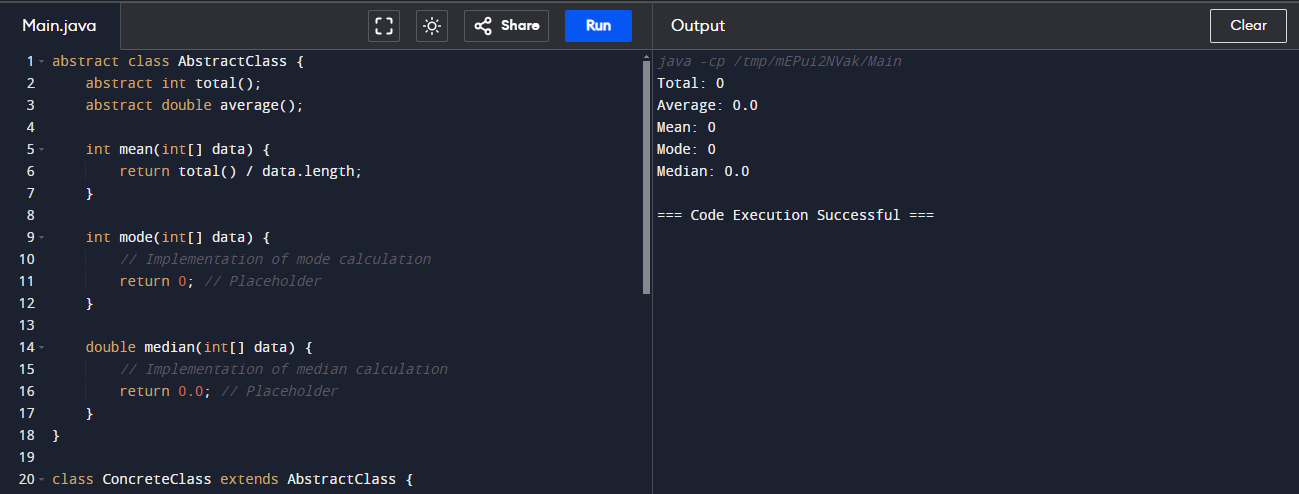 Main.java
Share
Run
Output
Clear
1 abstract class AbstractClass {
2     abstract int total();
3     abstract double average();
4
5     int mean(int[] data) {
6         return total() / data.length;
7     }
8
9     int mode(int[] data) {
10         // Implementation of mode calculation
11         return 0; // Placeholder
12     }
13
14     double median(int[] data) {
15         // Implementation of median calculation
16         return 0.0; // Placeholder
17     }
18 }
19
20 class ConcreteClass extends AbstractClass {
java -cp /tmp/mEPui2NVak/Main
Total: 0
Average: 0.0
Mean: 0
Mode: 0
Median: 0.0
=== Code Execution Successful ===